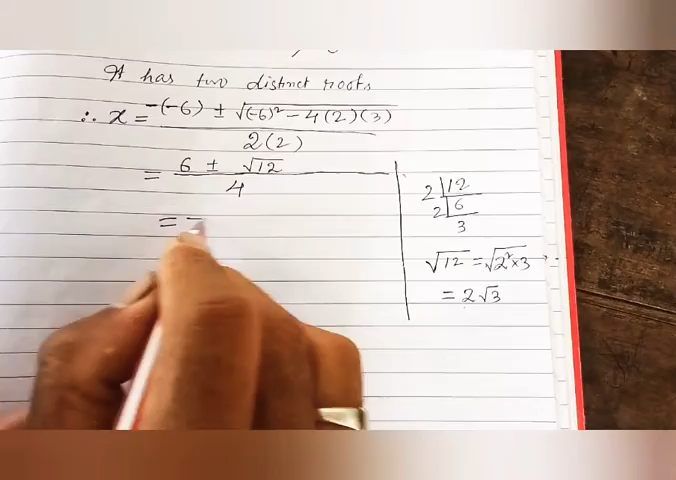 It has two distinct roots
∴ x = -(-6) ± √(-6)² - 4(2)(3)
2(2)
= 6 ± √12
4
=
2 | 12
2 | 6
3
√12 = √2²×3
= 2√3